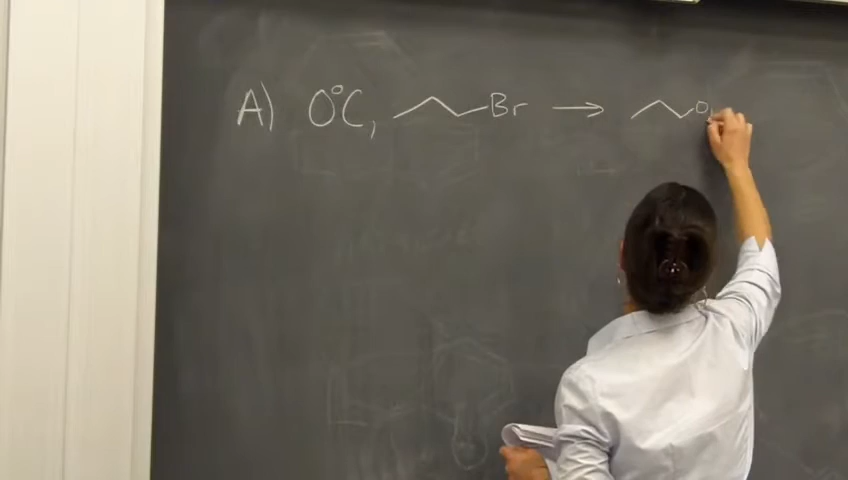 A) 0°C, Br → O